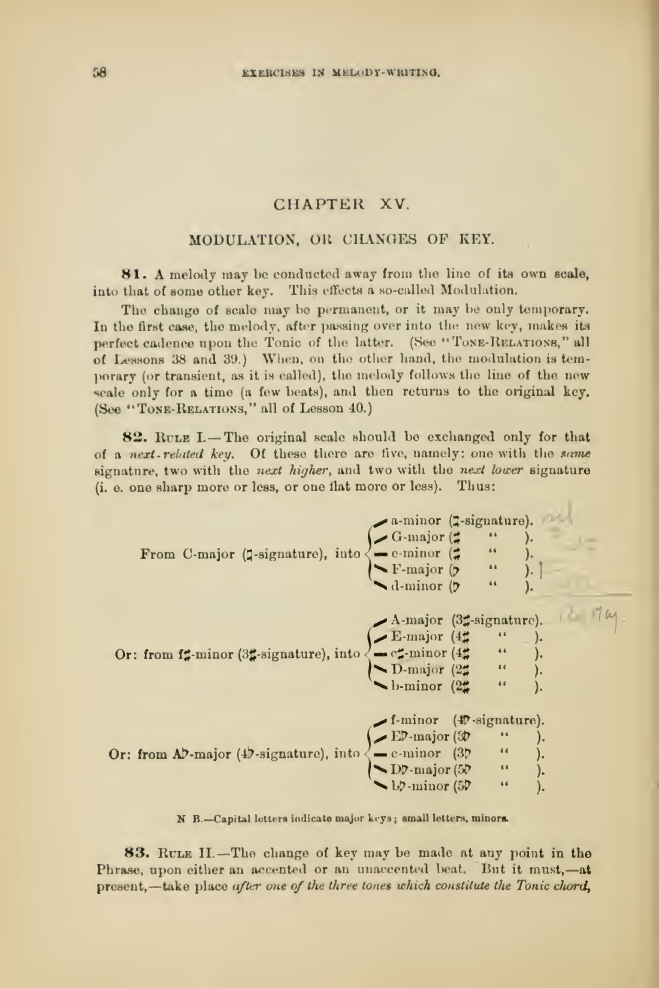 58
EXERCISES IN MELODY-WRITING.
CHAPTER XV.
MODULATION, OR CHANGES OF KEY.
81. A melody may be conducted away from the line of its own scale,
into that of some other key. This effects a so-called Modulation.
The change of scale may be permanent, or it may be only temporary.
In the first case, the melody, after passing over into the new key, makes its
perfect cadence upon the Tonic of the latter. (See "TONE-RELATIONS," all
of Lessons 38 and 39.) When, on the other hand, the modulation is tem-
porary (or transient, as it is called), the melody follows the line of the new
scale only for a time (a few beats), and then returns to the original key.
(See "TONE-RELATIONS," all of Lesson 40.)
82. RULE I.—The original scale should be exchanged only for that
of a next-related key. Of these there are five, namely: one with the same
signature, two with the next higher, and two with the next lower signature
(i. e. one sharp more or less, or one flat more or less). Thus:
a-minor (♮-signature).
G-major (♯ " ).
From C-major (♮-signature), into e-minor (♯ " ).
F-major (♭ " ).
d-minor (♭ " ).
A-major (3♯-signature).
E-major (4♯ " ).
Or: from f♯-minor (3♯-signature), into c♯-minor (4♯ " ).
D-major (2♯ " ).
b-minor (2♯ " ).
f-minor (4♭-signature).
E♭-major (3♭ " ).
Or: from A♭-major (4♭-signature), into c-minor (3♭ " ).
D♭-major (5♭ " ).
b♭-minor (5♭ " ).
N B.—Capital letters indicate major keys; small letters, minors.
83. RULE II.—The change of key may be made at any point in the
Phrase, upon either an accented or an unaccented beat. But it must,—at
present,—take place after one of the three tones which constitute the Tonic chord,